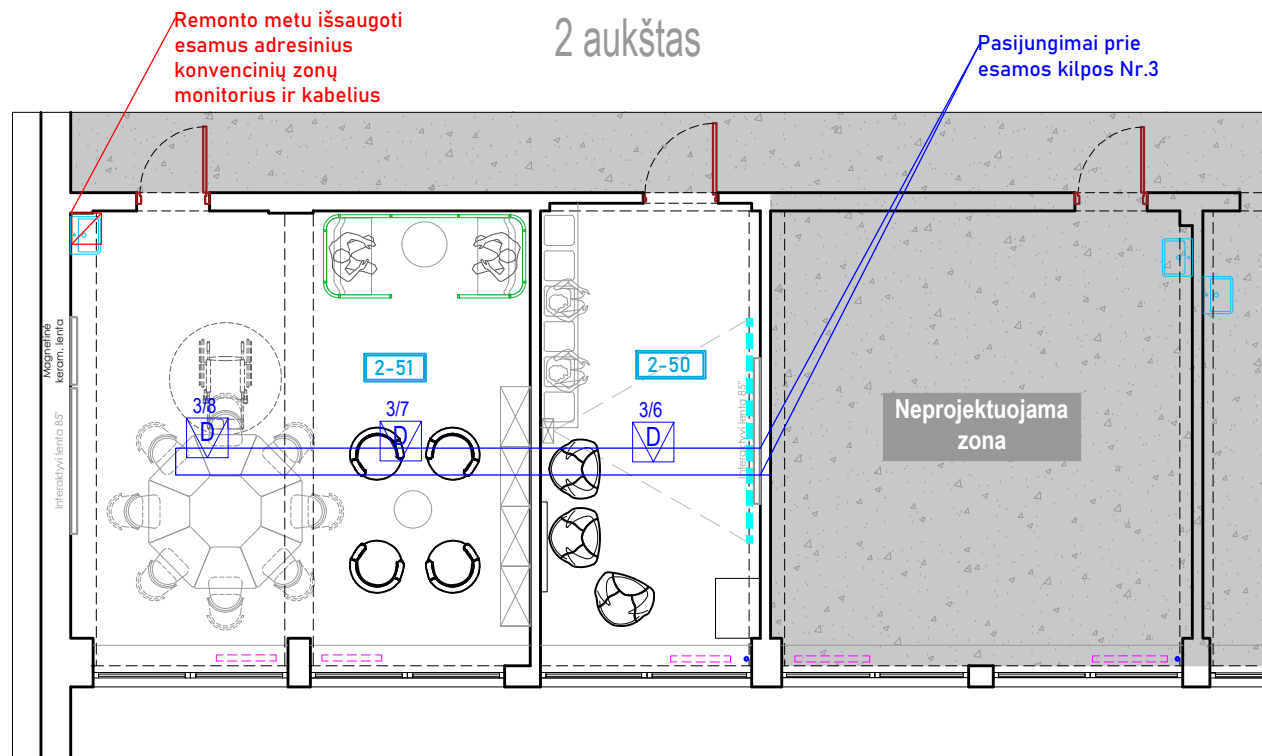 Remonto metu išsaugoti
esamus adresinius
konvencinių zonų
monitorius ir kabelius
2 aukštas
Pasijungimai prie
esamos kilpos Nr.3
Magnetinė
keram. lenta
Interaktyvi lenta 85"
2-51
2-50
3/8
D
3/7
D
3/6
D
Interaktyvi lenta 85"
Neprojektuojama
zona